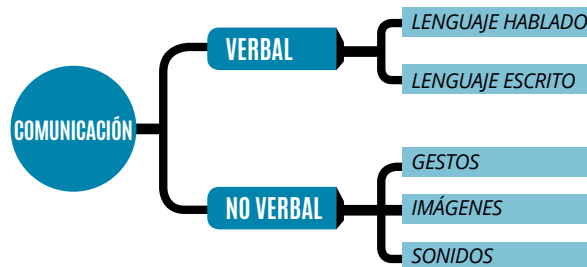 COMUNICACIÓN
VERBAL
LENGUAJE HABLADO
LENGUAJE ESCRITO
NO VERBAL
GESTOS
IMÁGENES
SONIDOS